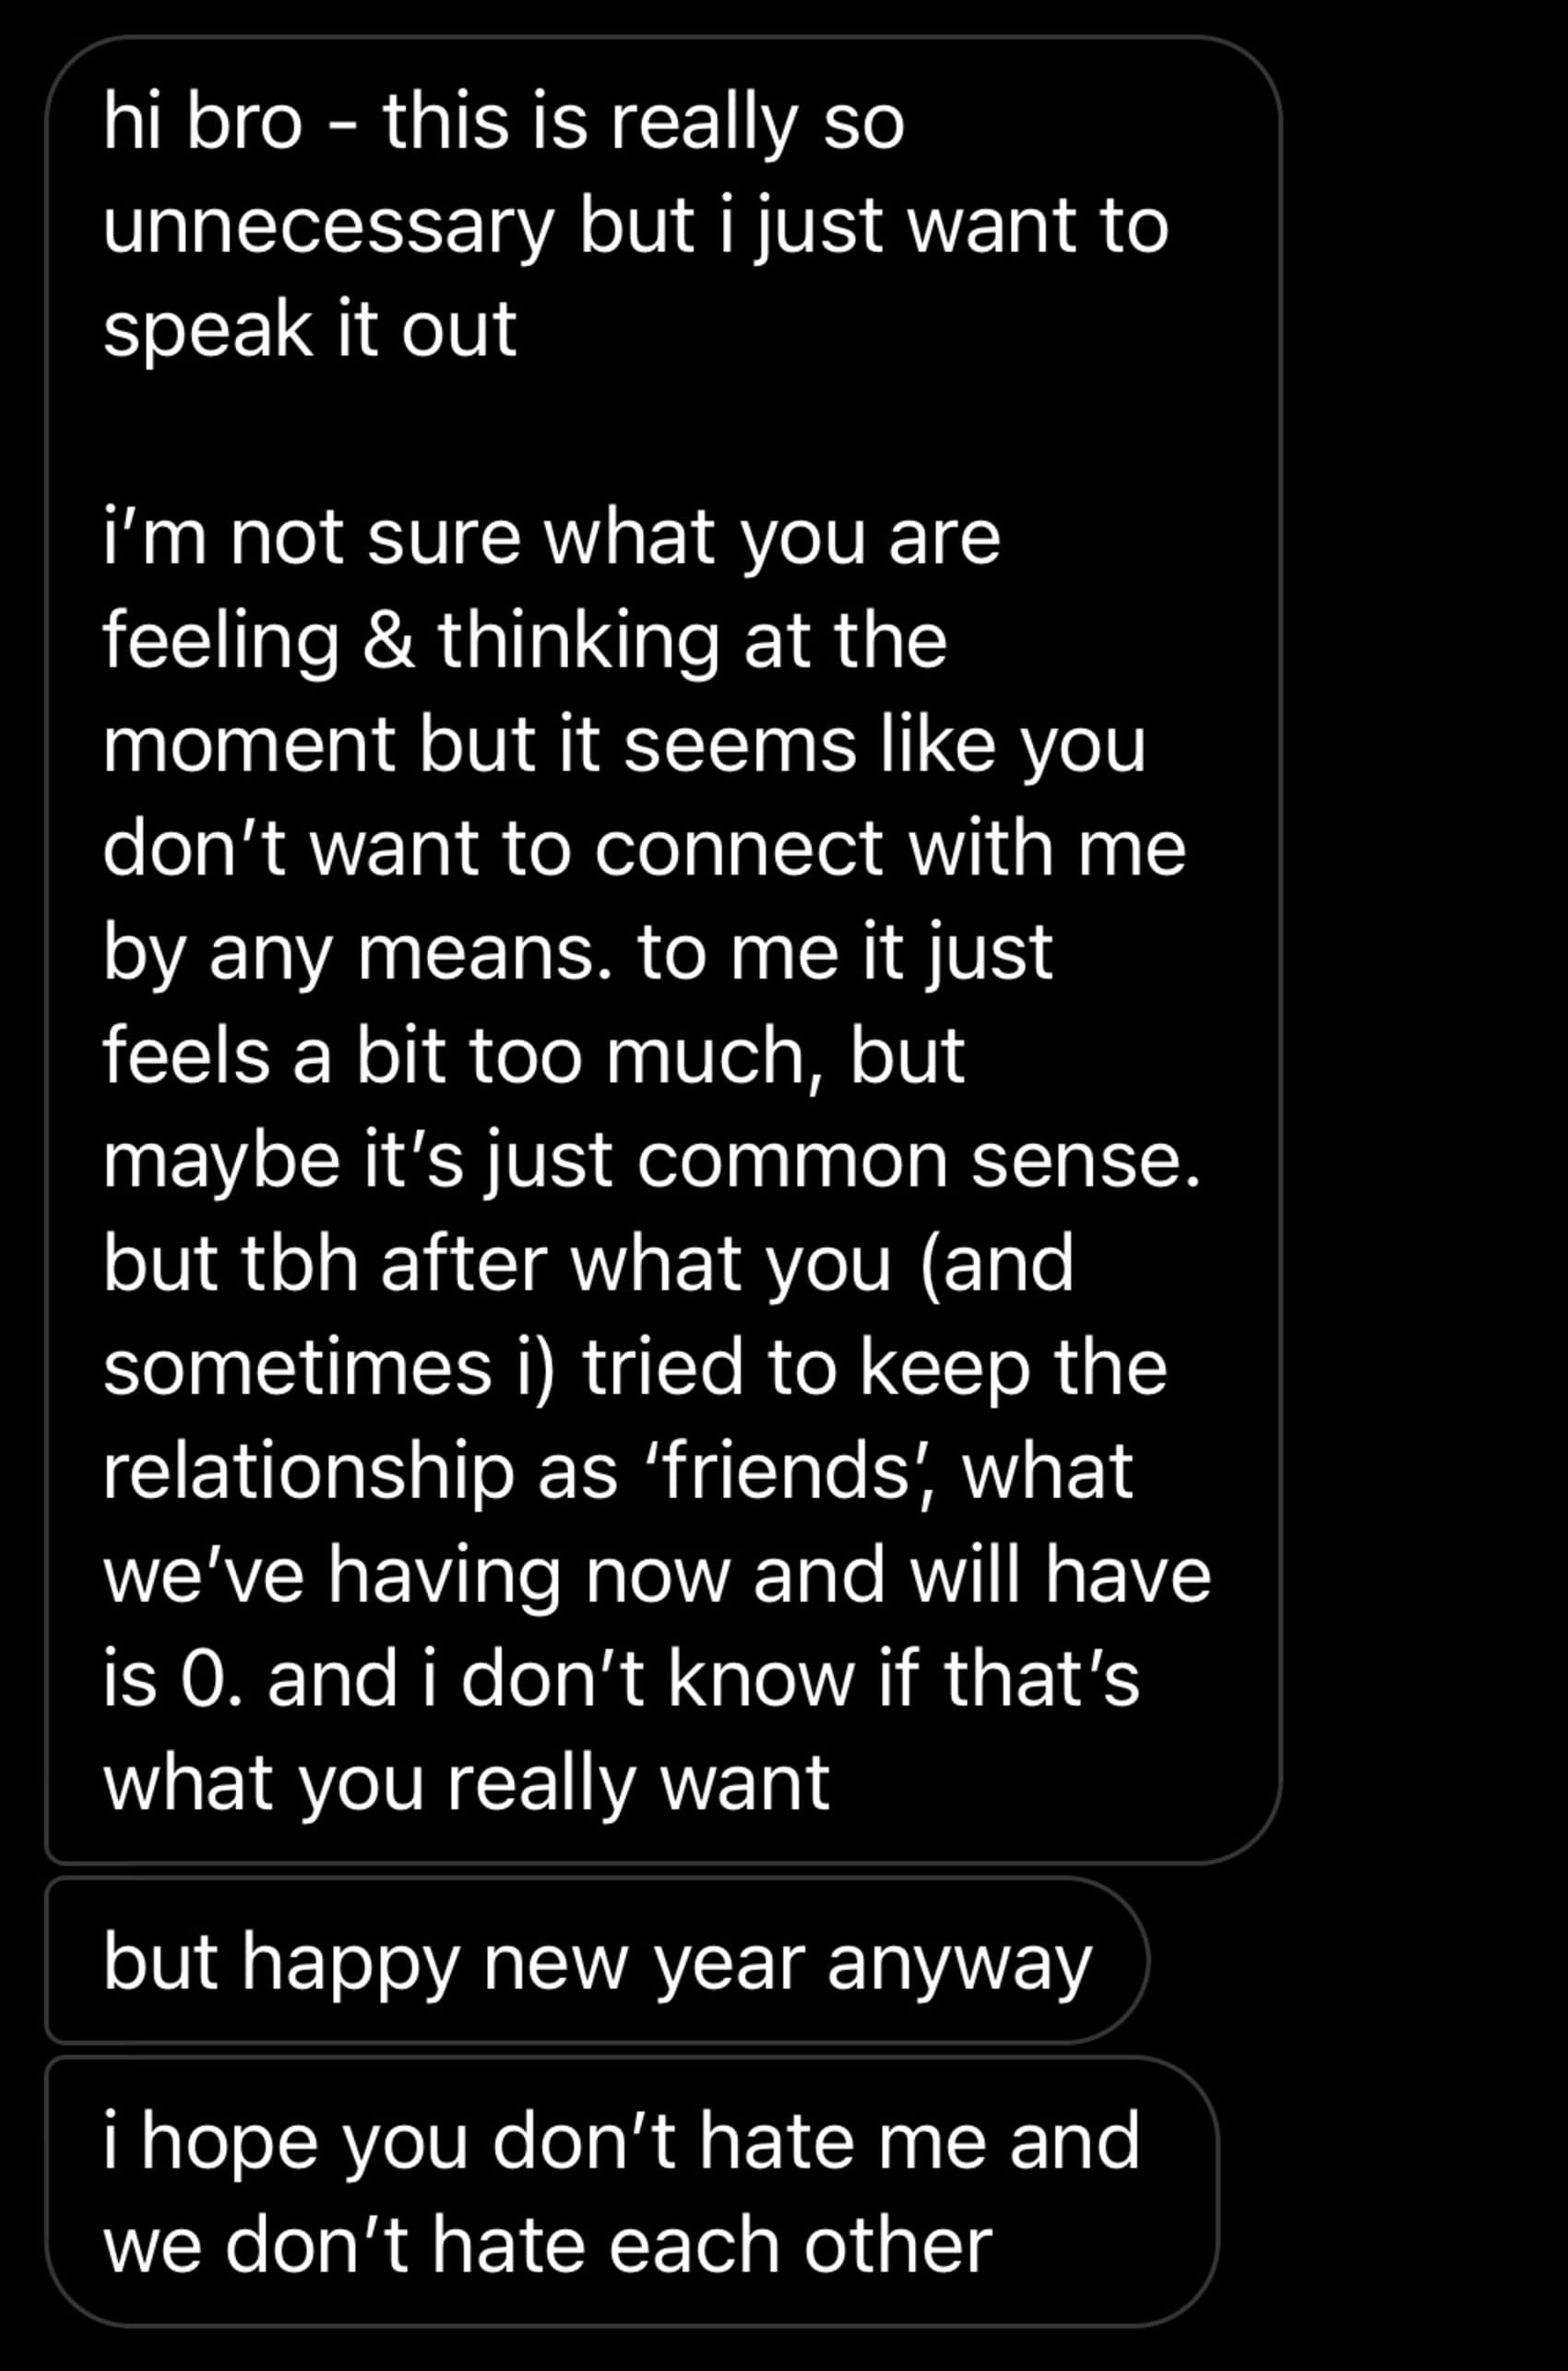 hi bro - this is really so
unnecessary but i just want to
speak it out
i’m not sure what you are
feeling & thinking at the
moment but it seems like you
don’t want to connect with me
by any means. to me it just
feels a bit too much, but
maybe it’s just common sense.
but tbh after what you (and
sometimes i) tried to keep the
relationship as ‘friends’, what
we’ve having now and will have
is 0. and i don’t know if that’s
what you really want
but happy new year anyway
i hope you don’t hate me and
we don’t hate each other